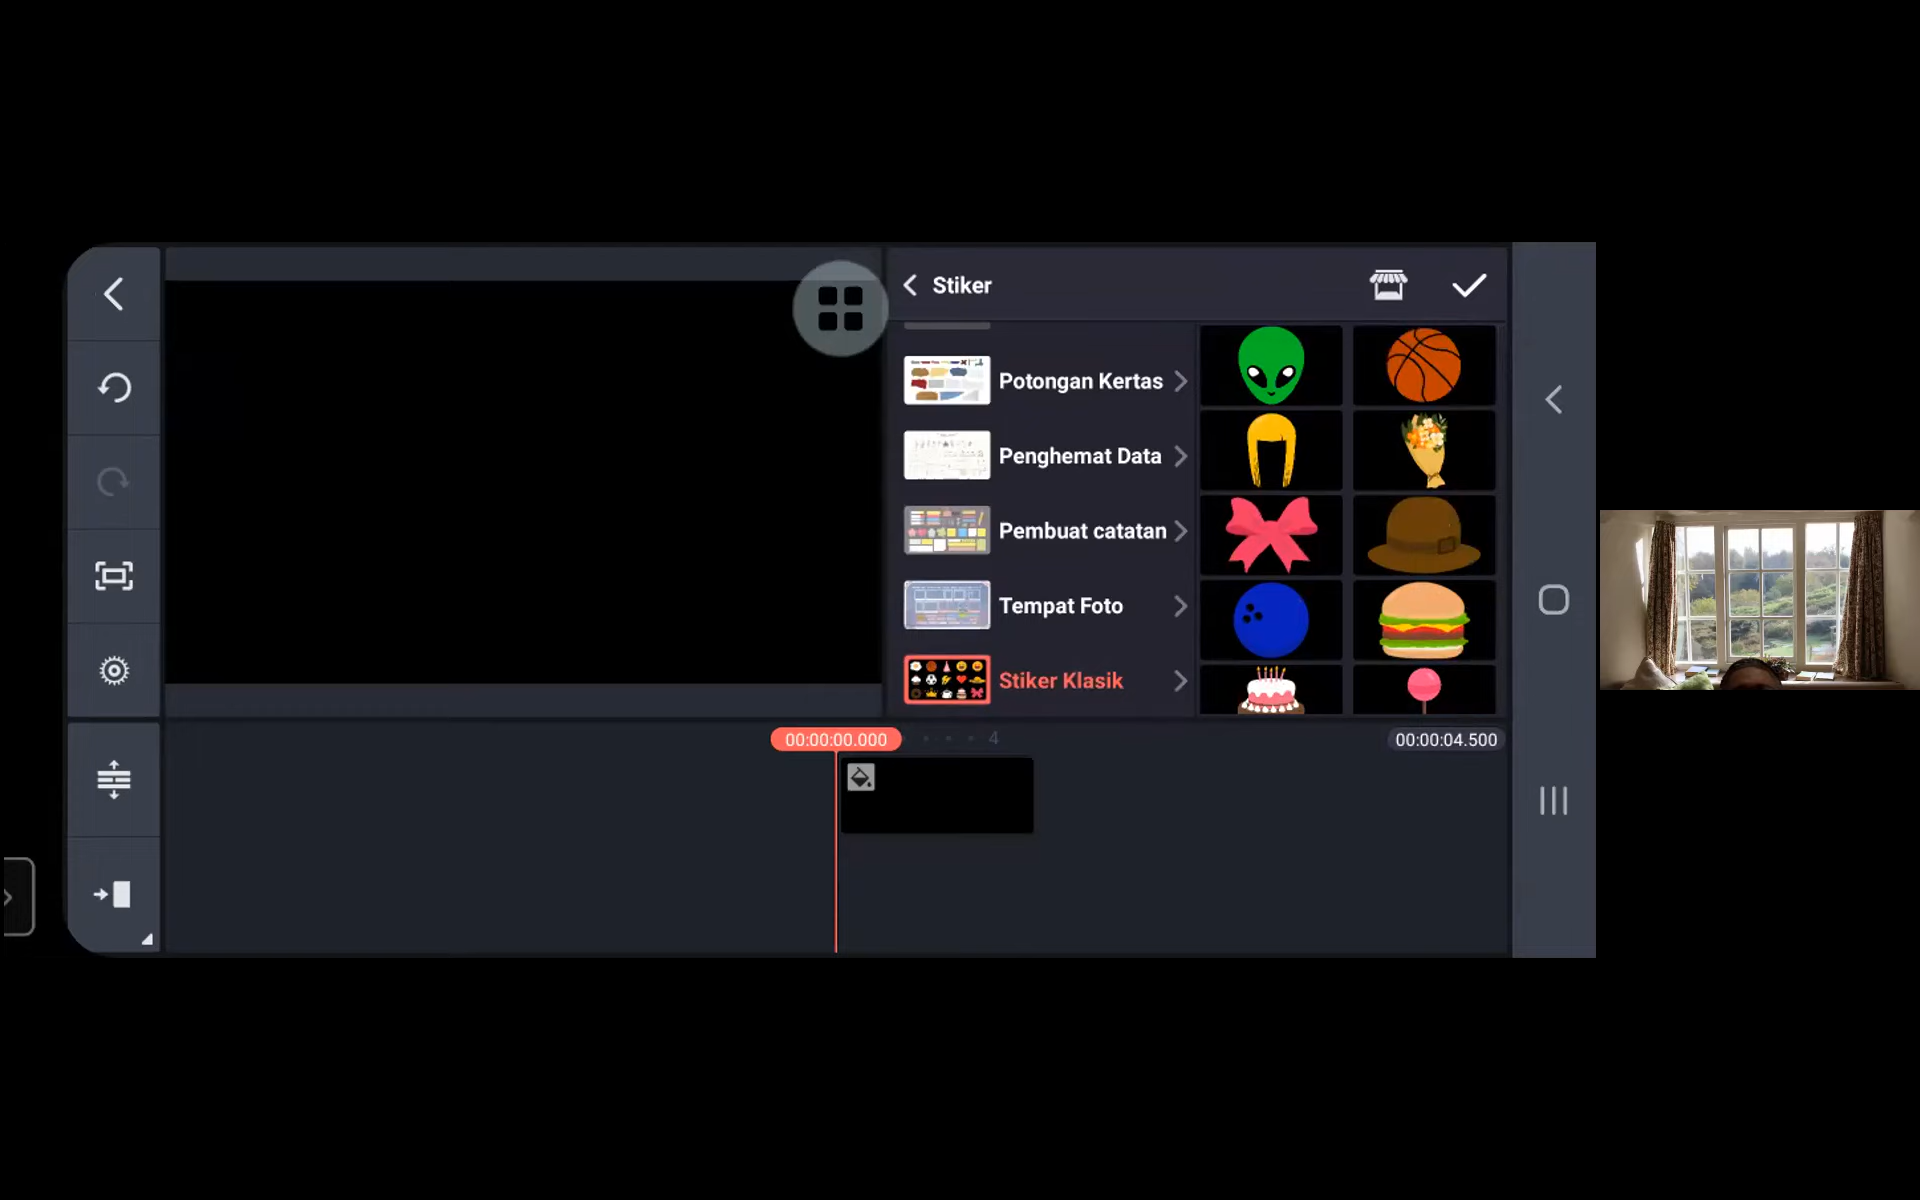 Stiker
Potongan Kertas
Penghemat Data
Pembuat catatan
Tempat Foto
Stiker Klasik
00:00:00.000
4
00:00:04.500